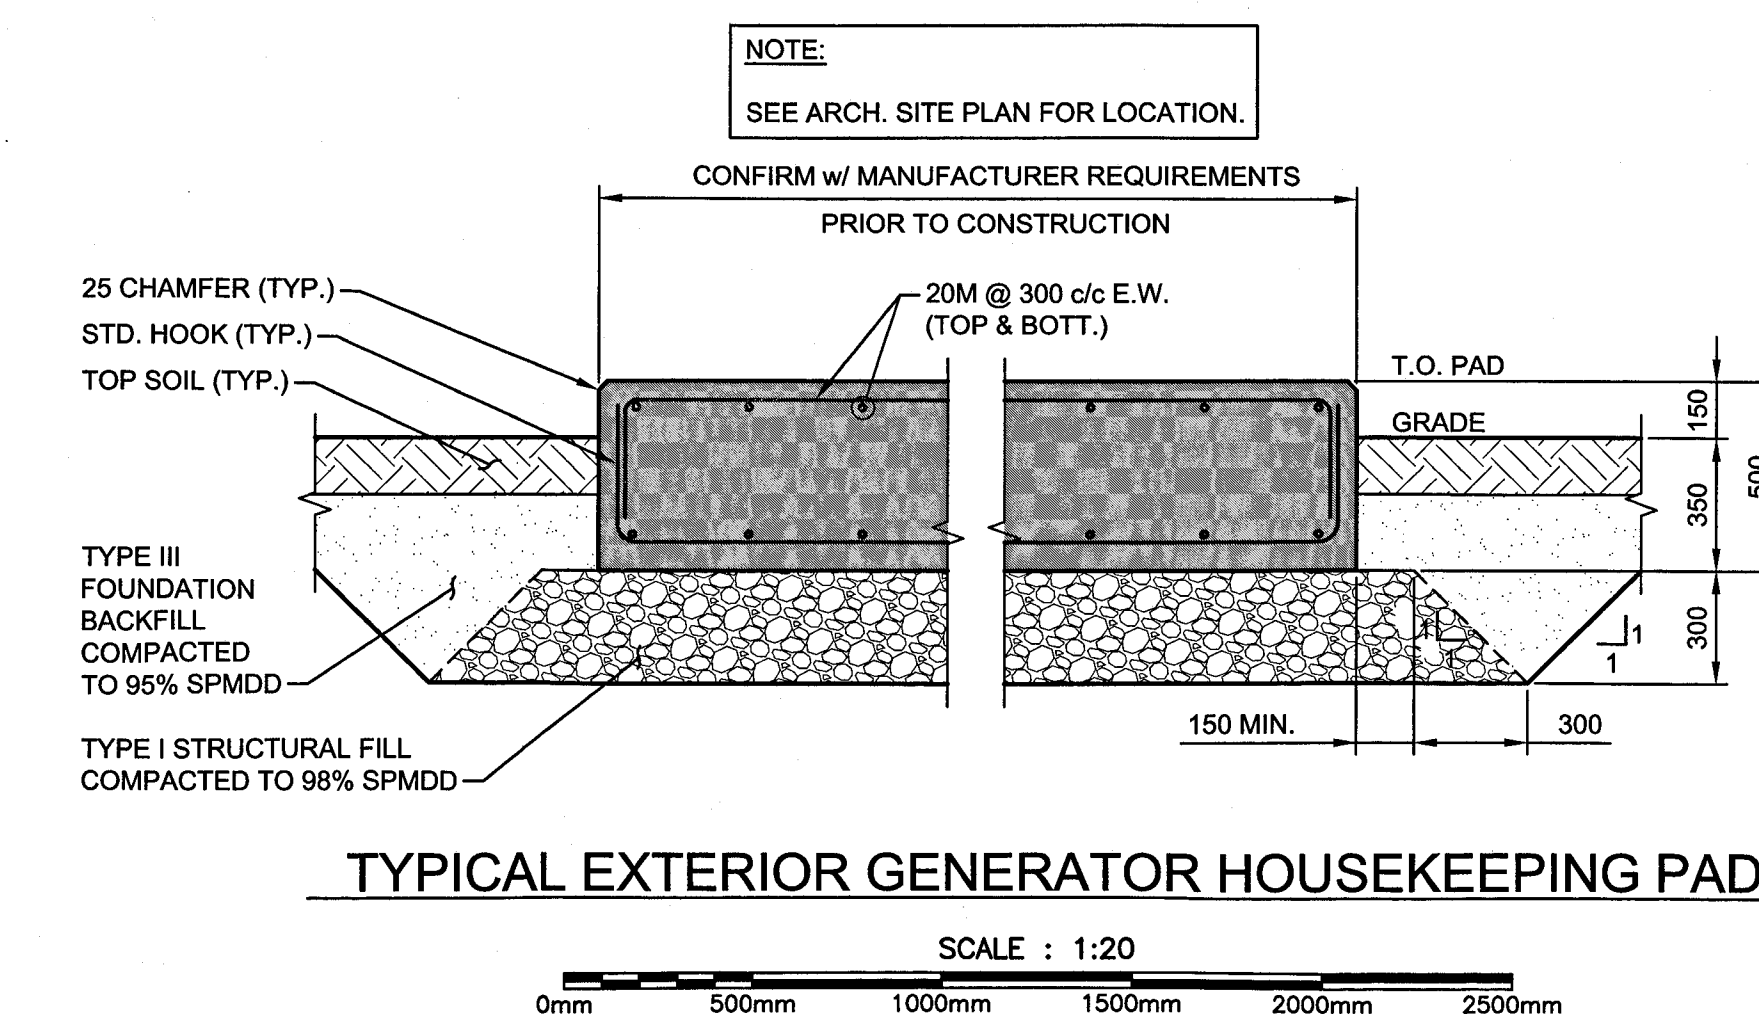 NOTE:
SEE ARCH. SITE PLAN FOR LOCATION.
CONFIRM w/ MANUFACTURER REQUIREMENTS
PRIOR TO CONSTRUCTION
25 CHAMFER (TYP.)
STD. HOOK (TYP.)
TOP SOIL (TYP.)
20M @ 300 c/c E.W.
(TOP & BOTT.)
T.O. PAD
GRADE
150
350
500
300
TYPE III
FOUNDATION
BACKFILL
COMPACTED
TO 95% SPMDD
1
1
1
1
150 MIN.
300
TYPE I STRUCTURAL FILL
COMPACTED TO 98% SPMDD
TYPICAL EXTERIOR GENERATOR HOUSEKEEPING PAD
SCALE : 1:20
0mm 500mm 1000mm 1500mm 2000mm 2500mm